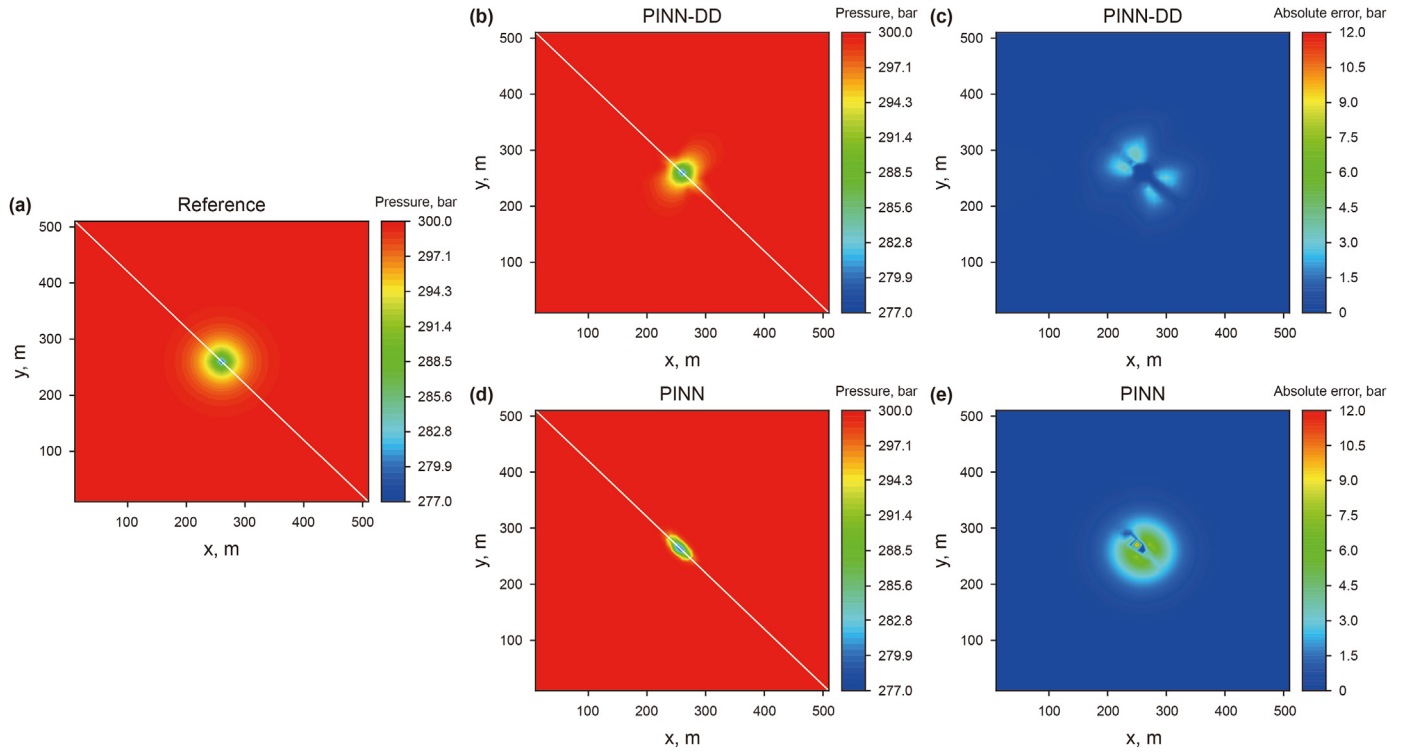 (a)
Reference
Pressure, bar
500
400
300
200
100
y, m
100 200 300 400 500
x, m
300.0
297.1
294.3
291.4
288.5
285.6
282.8
279.9
277.0
(b)
PINN-DD
Pressure, bar
500
400
300
200
100
y, m
100 200 300 400 500
x, m
300.0
297.1
294.3
291.4
288.5
285.6
282.8
279.9
277.0
(c)
PINN-DD
Absolute error, bar
500
400
300
200
100
y, m
100 200 300 400 500
x, m
12.0
10.5
9.0
7.5
6.0
4.5
3.0
1.5
0
(d)
PINN
Pressure, bar
500
400
300
200
100
y, m
100 200 300 400 500
x, m
300.0
297.1
294.3
291.4
288.5
285.6
282.8
279.9
277.0
(e)
PINN
Absolute error, bar
500
400
300
200
100
y, m
100 200 300 400 500
x, m
12.0
10.5
9.0
7.5
6.0
4.5
3.0
1.5
0